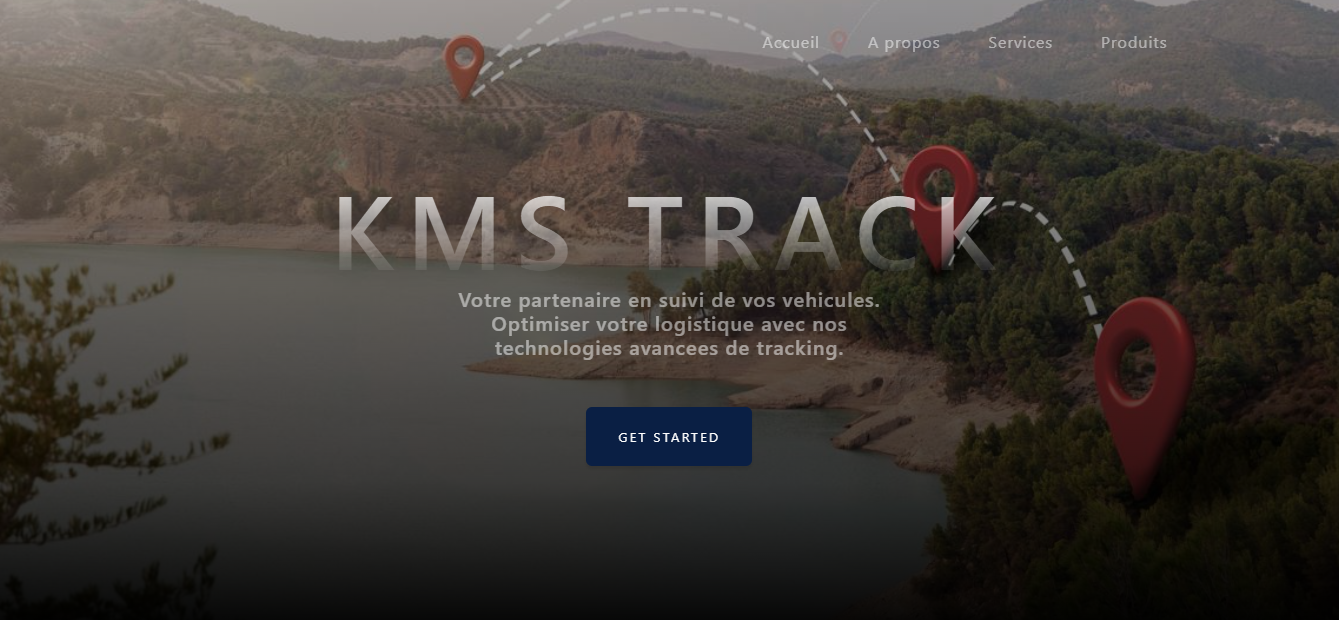 Accueil A propos Services Produits
KMS TRACK
Votre partenaire en suivi de vos vehicules.
Optimiser votre logistique avec nos
technologies avancees de tracking.
GET STARTED